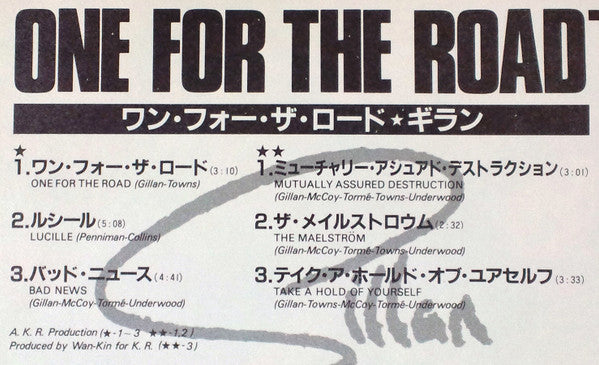 ONE FOR THE ROAD
ワン・フォー・ザ・ロード★ギラン
★
1.ワン・フォー・ザ・ロード(3:10)
ONE FOR THE ROAD (Gillan-Towns)
2.ルシール(5:08)
LUCILLE (Penniman-Collins)
3.バッド・ニュース(4:41)
BAD NEWS
(Gillan-McCoy-Tormé-Underwood)
★★
1.ミューチャリー・アシュアド・デストラクション(3:01)
MUTUALLY ASSURED DESTRUCTION
(Gillan-McCoy-Tormé-Towns-Underwood)
2.ザ・メイルストロウム(2:32)
THE MAELSTRÖM
(Gillan-McCoy-Tormé-Towns-Underwood)
3.テイク・ア・ホールド・オブ・ユアセルフ(3:33)
TAKE A HOLD OF YOURSELF
(Gillan-Towns-McCoy-Tormé-Underwood)
Gillan
A. K. R. Production (★-1~3 ★★-1,2)
Produced by Wan-Kin for K. R. (★★-3)